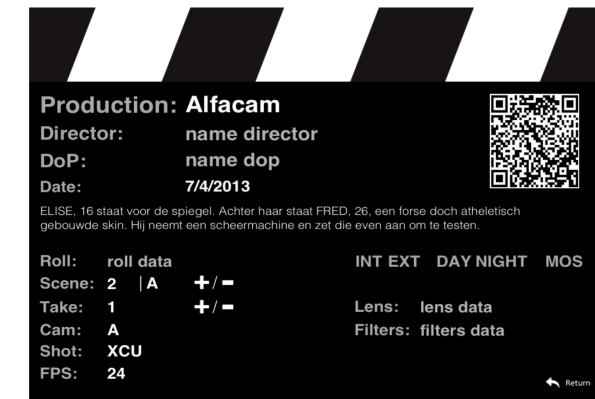 Production: Alfacam
Director: name director
DoP: name dop
Date: 7/4/2013
ELISE, 16 staat voor de spiegel. Achter haar staat FRED, 26, een forse doch atheletisch
gebouwde skin. Hij neemt een scheermachine en zet die even aan om te testen.
Roll: roll data INT EXT DAY NIGHT MOS
Scene: 2 | A +/-
Take: 1 +/- Lens: lens data
Cam: A Filters: filters data
Shot: XCU
FPS: 24
Return